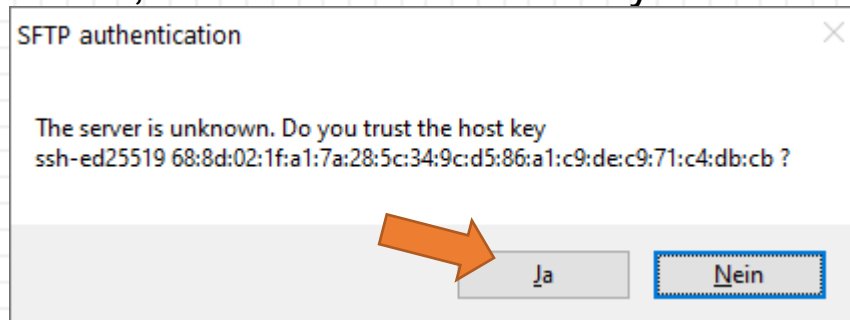 SFTP authentication
The server is unknown. Do you trust the host key
ssh-ed25519 68:8d:02:1f:a1:7a:28:5c:34:9c:d5:86:a1:c9:de:c9:71:c4:db:cb ?
Ja
Nein